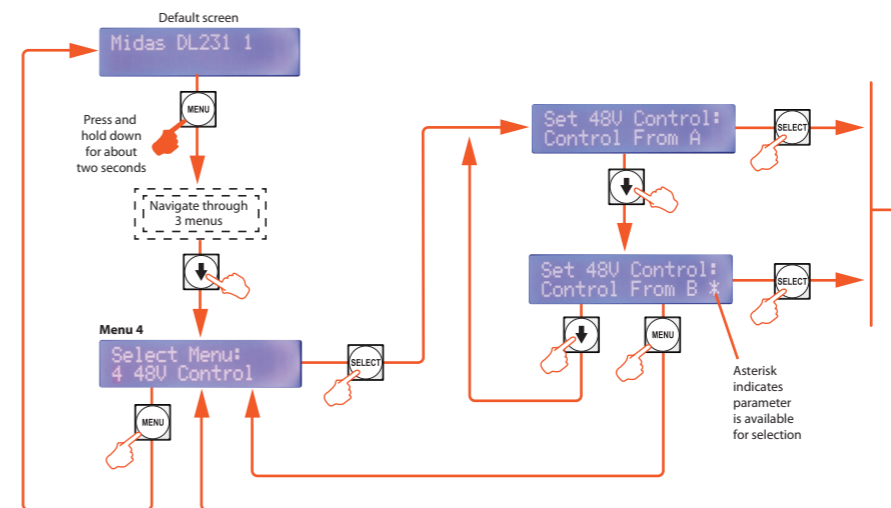 Default screen
Midas DL231 1
MENU
Press and
hold down
for about
two seconds
Navigate through
3 menus
Menu 4
Select Menu:
4 48V Control
MENU
SELECT
Set 48V Control:
Control From A
SELECT
Set 48V Control:
Control From B *
SELECT
MENU
Asterisk
indicates
parameter
is available
for selection